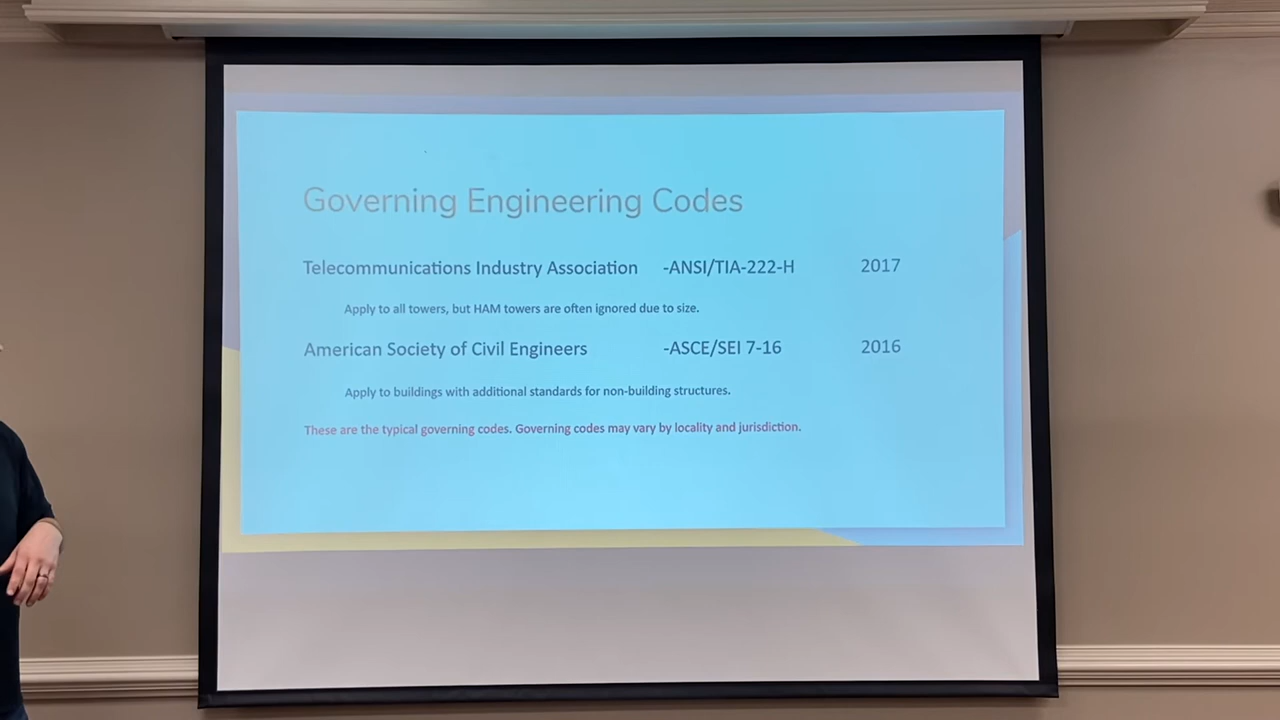 Governing Engineering Codes
Telecommunications Industry Association -ANSI/TIA-222-H 2017
Apply to all towers, but HAM towers are often ignored due to size.
American Society of Civil Engineers -ASCE/SEI 7-16 2016
Apply to buildings with additional standards for non-building structures.
These are the typical governing codes. Governing codes may vary by locality and jurisdiction.